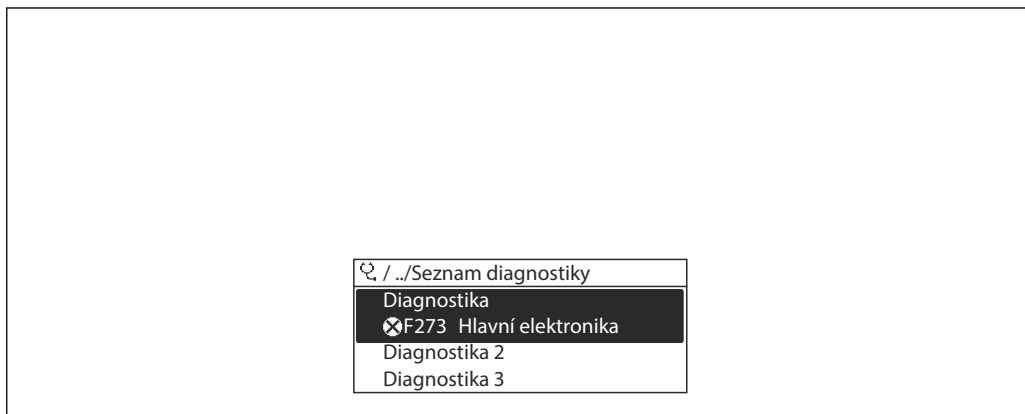 / ../Seznam diagnostiky
Diagnostika
F273 Hlavní elektronika
Diagnostika 2
Diagnostika 3